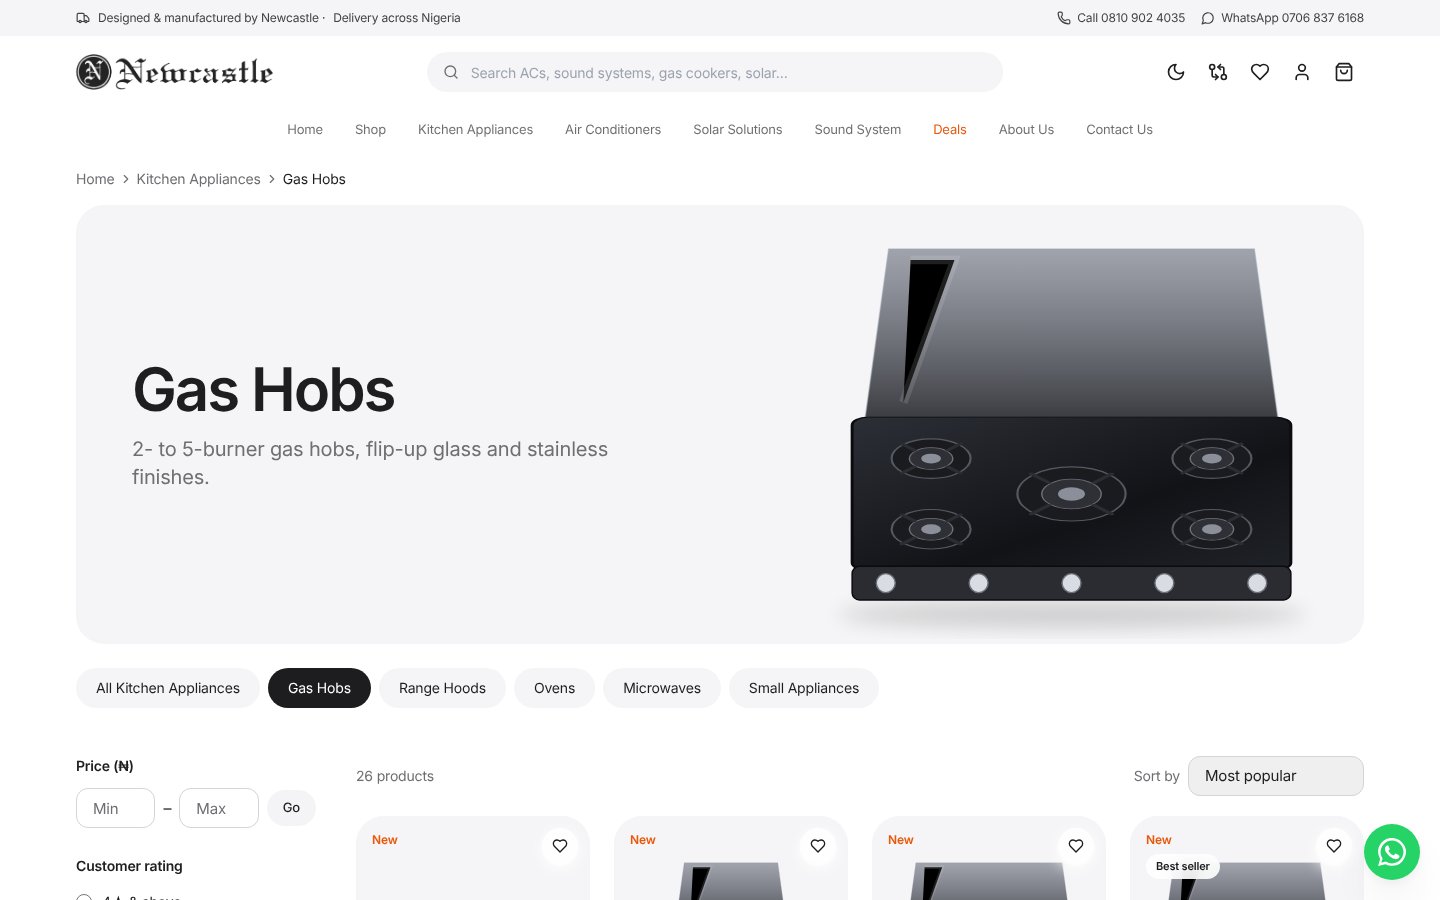 Designed & manufactured by Newcastle · Delivery across Nigeria
Call 0810 902 4035
WhatsApp 0706 837 6168
N Newcastle
Search ACs, sound systems, gas cookers, solar...
Home
Shop
Kitchen Appliances
Air Conditioners
Solar Solutions
Sound System
Deals
About Us
Contact Us
Home > Kitchen Appliances > Gas Hobs
Gas Hobs
2- to 5-burner gas hobs, flip-up glass and stainless
finishes.
All Kitchen Appliances
Gas Hobs
Range Hoods
Ovens
Microwaves
Small Appliances
Price (₦)
Min – Max Go
26 products
Sort by Most popular
Customer rating
New
New
New
New
Best seller